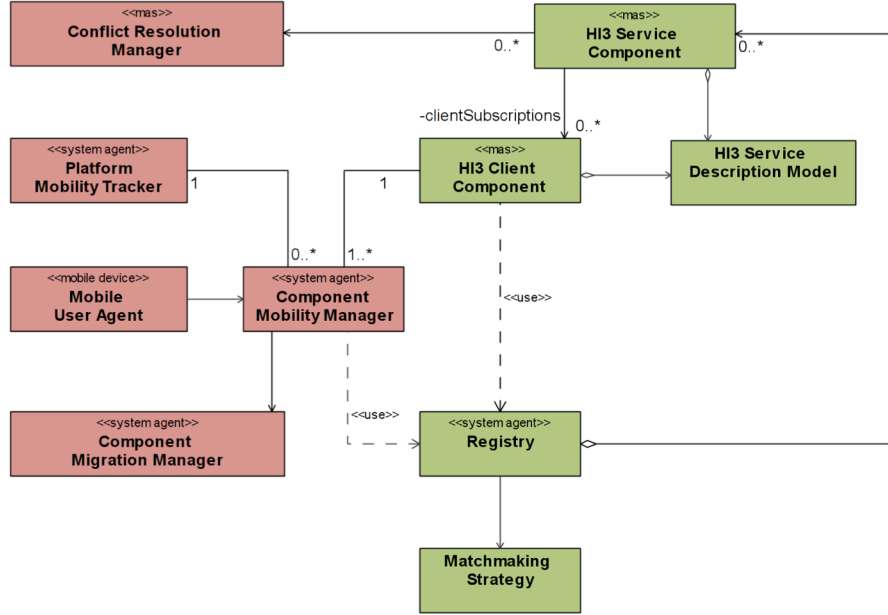 <<mas>>
Conflict Resolution
Manager
0..*
<<mas>>
HI3 Service
Component
0..*
-clientSubscriptions
0..*
<<system agent>>
Platform
Mobility Tracker
1
1
<<mas>>
HI3 Client
Component
HI3 Service
Description Model
0..*
1..*
<<mobile device>>
Mobile
User Agent
<<system agent>>
Component
Mobility Manager
<<use>>
<<use>>
<<system agent>>
Component
Migration Manager
<<system agent>>
Registry
Matchmaking
Strategy